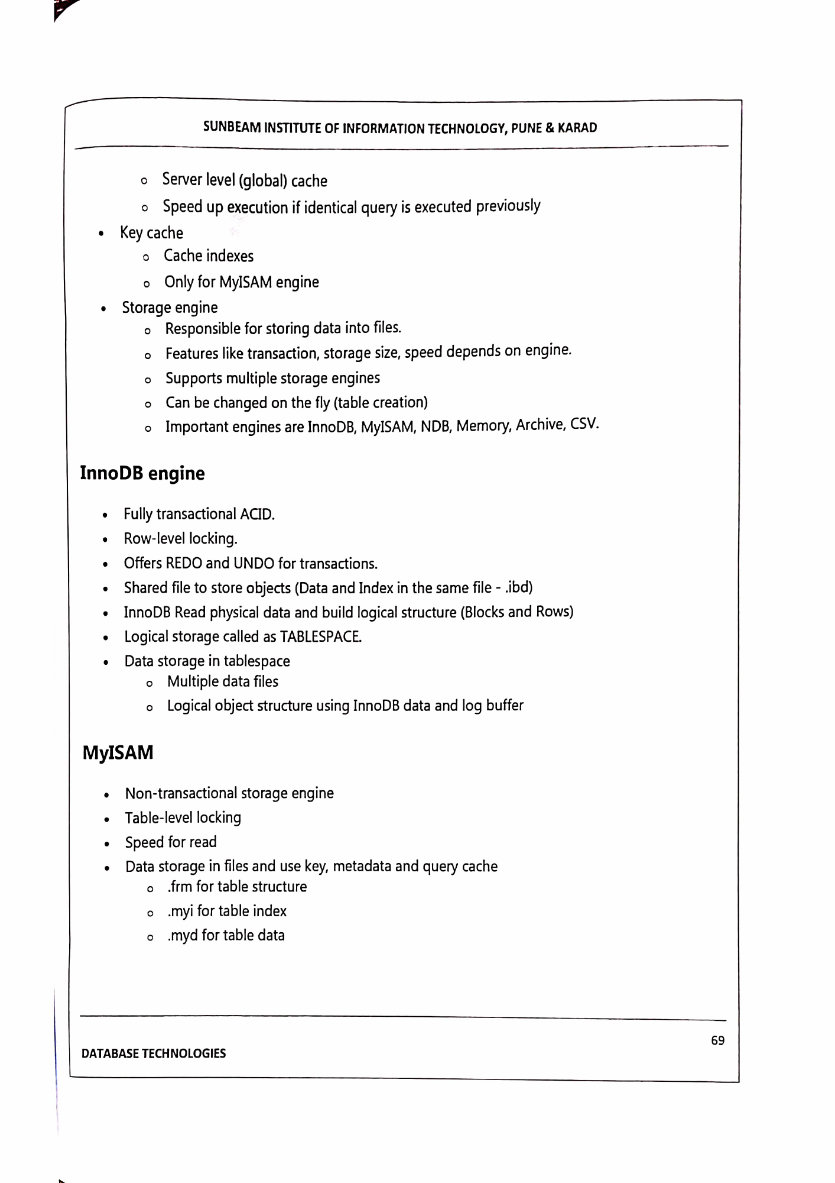 SUNBEAM INSTITUTE OF INFORMATION TECHNOLOGY, PUNE & KARAD
o Server level (global) cache
o Speed up execution if identical query is executed previously
• Key cache
o Cache indexes
o Only for MyISAM engine
• Storage engine
o Responsible for storing data into files.
o Features like transaction, storage size, speed depends on engine.
o Supports multiple storage engines
o Can be changed on the fly (table creation)
o Important engines are InnoDB, MyISAM, NDB, Memory, Archive, CSV.
InnoDB engine
• Fully transactional ACID.
• Row-level locking.
• Offers REDO and UNDO for transactions.
• Shared file to store objects (Data and Index in the same file - .ibd)
• InnoDB Read physical data and build logical structure (Blocks and Rows)
• Logical storage called as TABLESPACE.
• Data storage in tablespace
o Multiple data files
o Logical object structure using InnoDB data and log buffer
MyISAM
• Non-transactional storage engine
• Table-level locking
• Speed for read
• Data storage in files and use key, metadata and query cache
o .frm for table structure
o .myi for table index
o .myd for table data
69
DATABASE TECHNOLOGIES